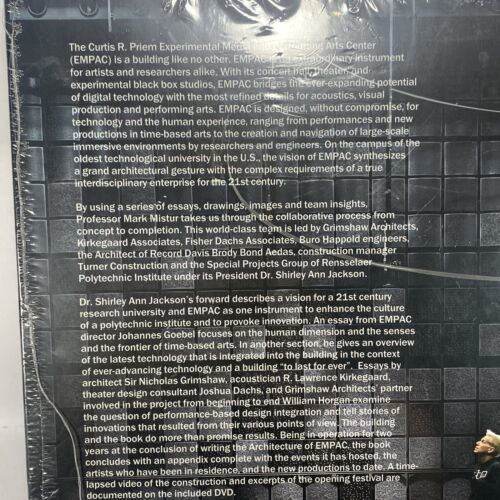 The Curtis R. Priem Experimental Media and Performing Arts Center
(EMPAC) is a building like no other. EMPAC is an extraordinary instrument
for artists and researchers alike. With its concert hall, theater, and
experimental black box studios, EMPAC bridges the ever-expanding potential
of digital technology with the most refined details for acoustics, visual
production and performing arts. EMPAC is designed, without compromise, for
technology and the human experience, ranging from performances and new
productions in time-based arts to the creation and navigation of large-scale
immersive environments by researchers and engineers. On the campus of the
oldest technological university in the U.S., the vision of EMPAC synthesizes
a grand architectural gesture with the complex requirements of a true
interdisciplinary enterprise for the 21st century.
By using a series of essays, drawings, images and team insights,
Professor Mark Mistur takes us through the collaborative process from
concept to completion. This world-class team is led by Grimshaw Architects,
Kirkegaard Associates, Fisher Dachs Associates, Buro Happold engineers,
the Architect of Record Davis Brody Bond Aedas, construction manager
Turner Construction and the Special Projects Group of Rensselaer
Polytechnic Institute under its President Dr. Shirley Ann Jackson.
Dr. Shirley Ann Jackson's forward describes a vision for a 21st century
research university and EMPAC as one instrument to enhance the culture
of a polytechnic institute and to provoke innovation. An essay from EMPAC
director Johannes Goebel focuses on the human dimension and the senses
and the frontier of time-based arts. In another section, he gives an overview
of the latest technology that is integrated into the building in the context
of ever-advancing technology and a building "to last for ever". Essays by
architect Sir Nicholas Grimshaw, acoustician R. Lawrence Kirkegaard,
theater design consultant Joshua Dachs, and Grimshaw Architects' partner
involved in the project from beginning to end William Horgan examine
the question of performance-based design integration and tell stories of
innovations that resulted from their various points of view. The building
and the book do more than promise results. Being in operation for two
years at the conclusion of writing the Architecture of EMPAC, the book
concludes with an appendix complete with the events it has hosted, the
artists who have been in residence, and the new productions to date. A time-
lapsed video of the construction and excerpts of the opening festival are
documented on the included DVD.